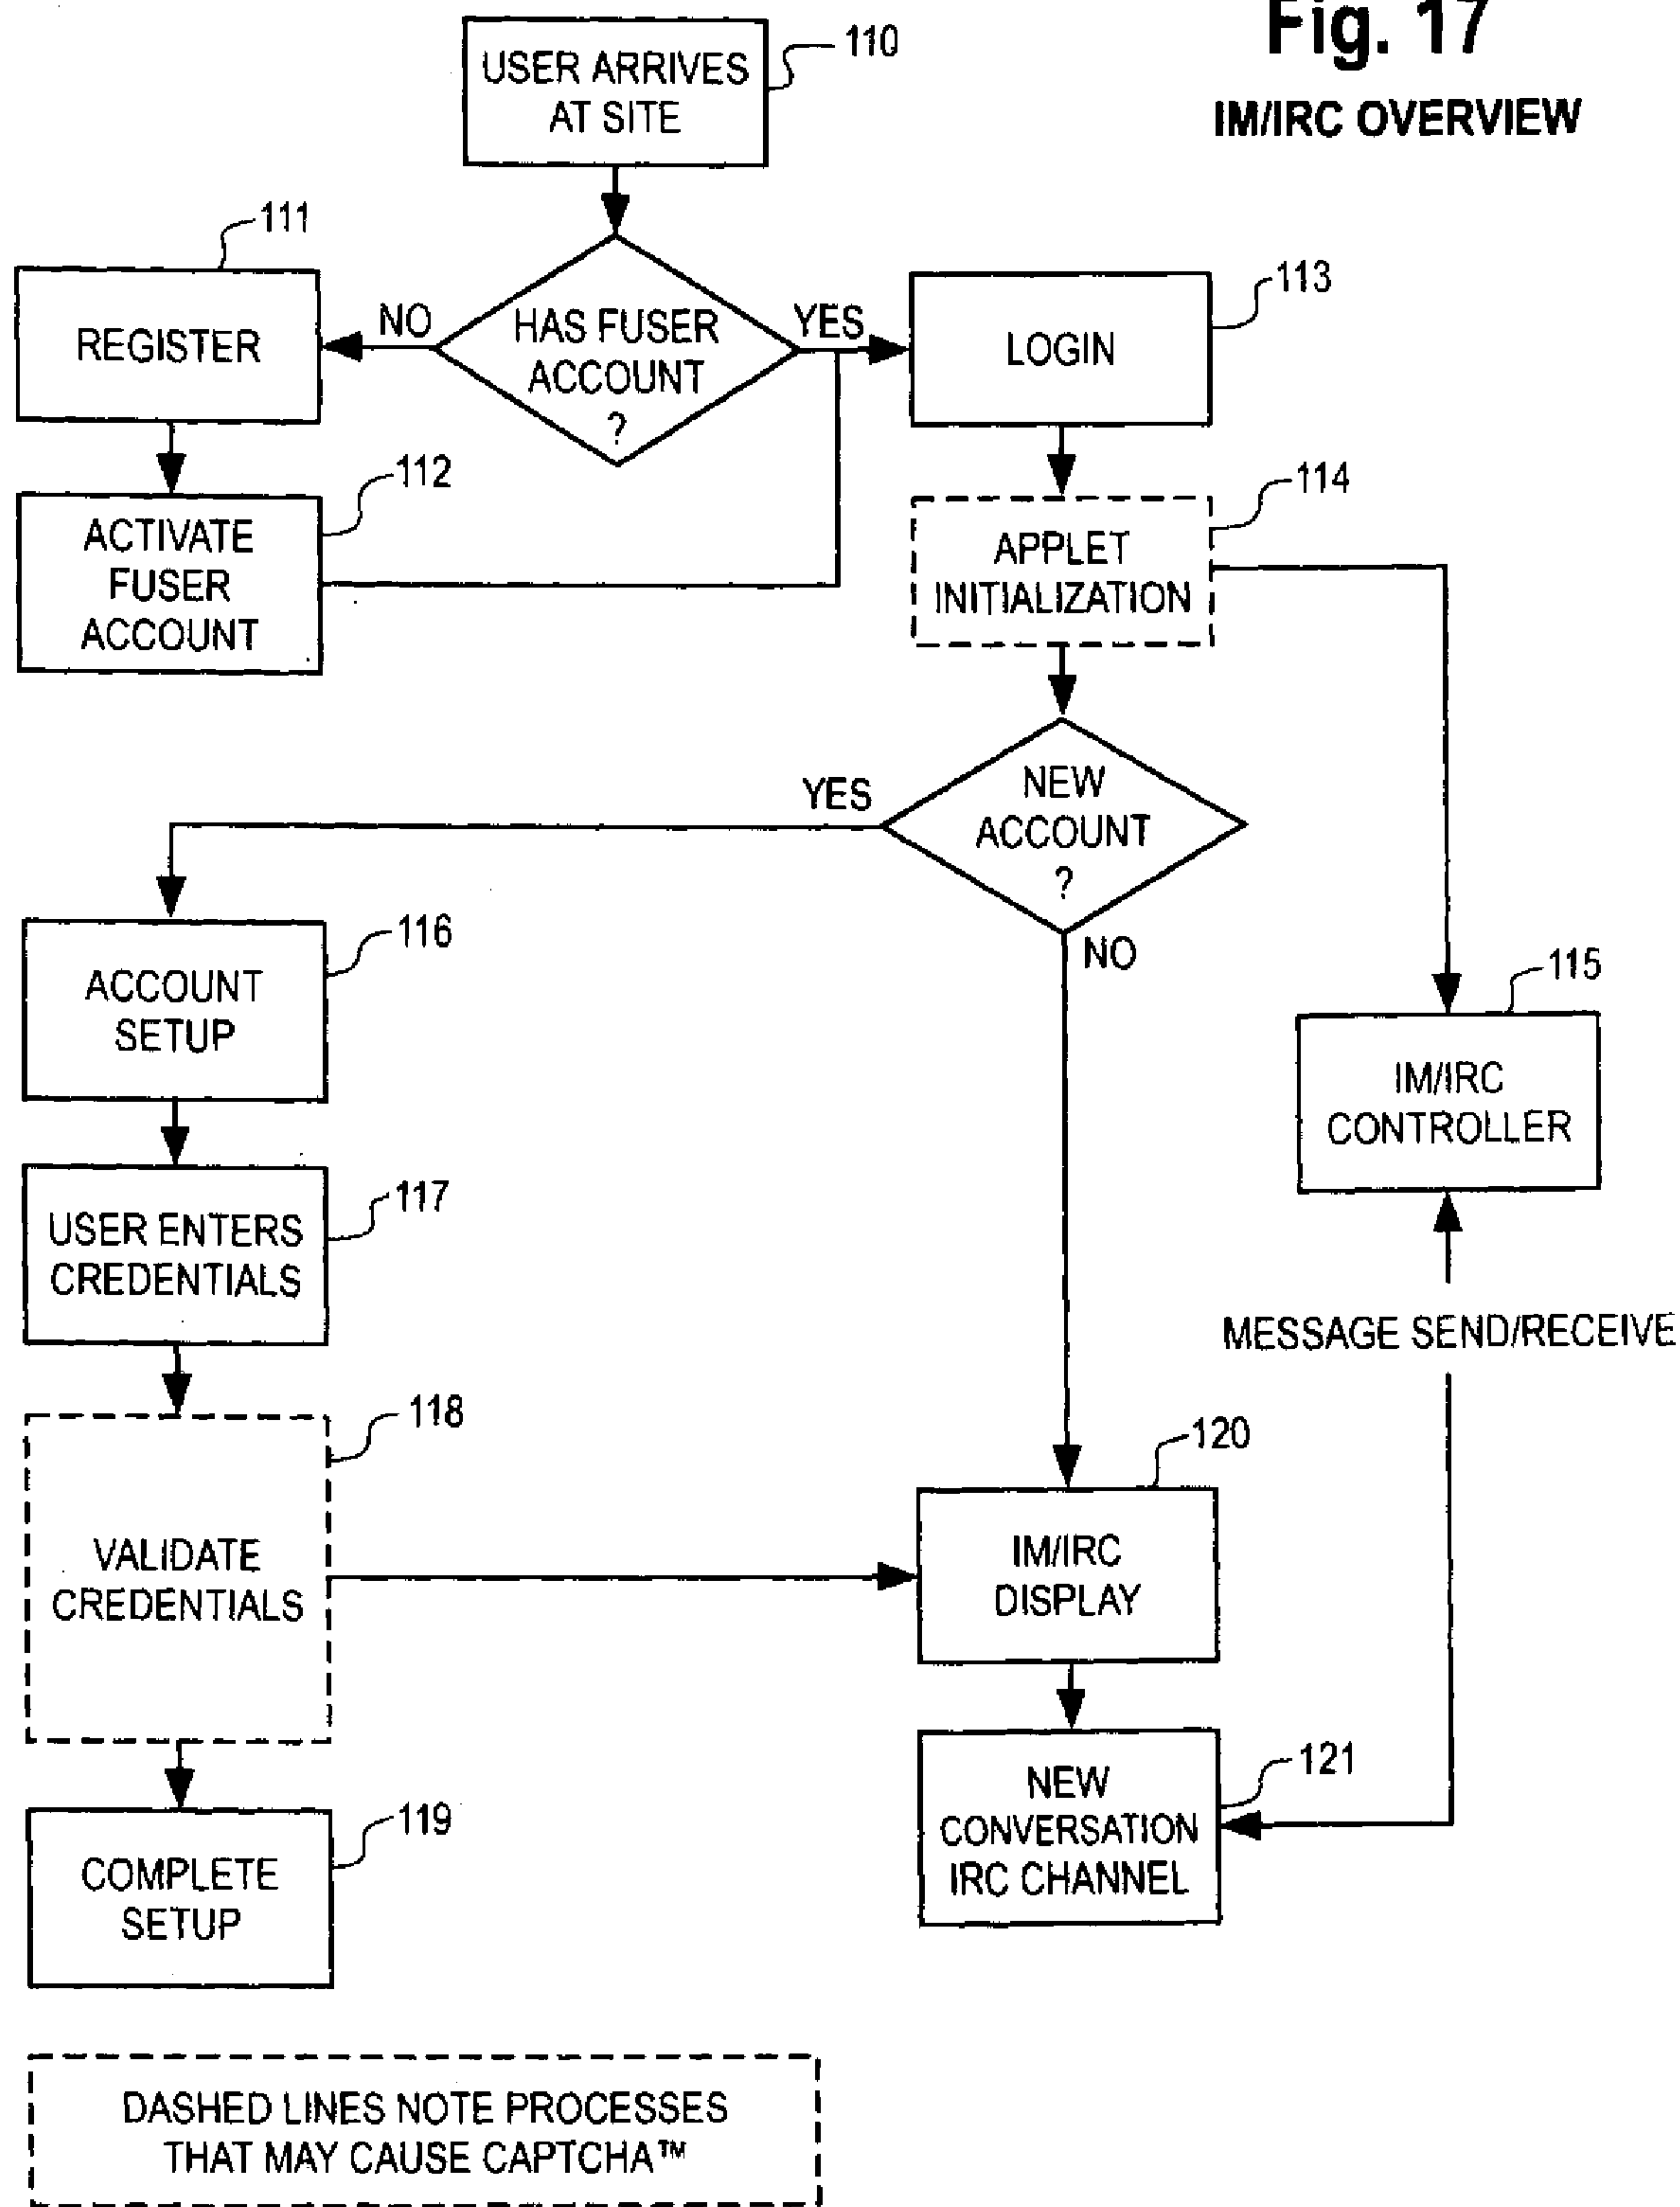 Fig. 17
IM/IRC OVERVIEW
USER ARRIVES
AT SITE
110
HAS FUSER
ACCOUNT
?
NO
YES
111
REGISTER
112
ACTIVATE
FUSER
ACCOUNT
113
LOGIN
114
APPLET
INITIALIZATION
NEW
ACCOUNT
?
YES
NO
115
IM/IRC
CONTROLLER
116
ACCOUNT
SETUP
117
USER ENTERS
CREDENTIALS
MESSAGE SEND/RECEIVE
118
VALIDATE
CREDENTIALS
120
IM/IRC
DISPLAY
121
NEW
CONVERSATION
IRC CHANNEL
119
COMPLETE
SETUP
DASHED LINES NOTE PROCESSES
THAT MAY CAUSE CAPTCHA™